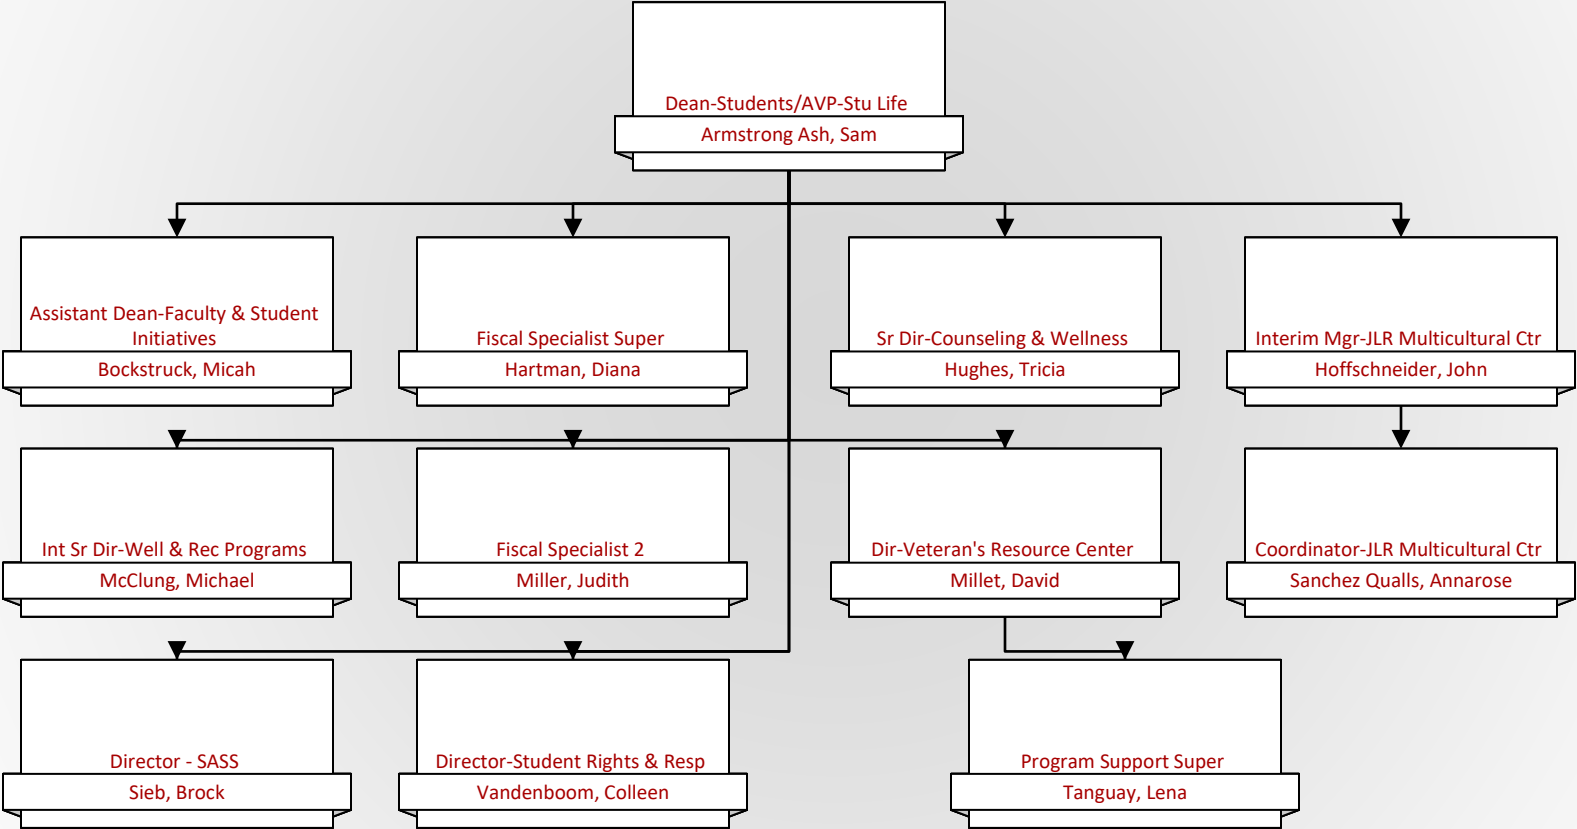 Dean-Students/AVP-Stu Life
Armstrong Ash, Sam
Assistant Dean-Faculty & Student
Initiatives
Bockstruck, Micah
Fiscal Specialist Super
Hartman, Diana
Sr Dir-Counseling & Wellness
Hughes, Tricia
Interim Mgr-JLR Multicultural Ctr
Hoffschneider, John
Int Sr Dir-Well & Rec Programs
McClung, Michael
Fiscal Specialist 2
Miller, Judith
Dir-Veteran's Resource Center
Millet, David
Coordinator-JLR Multicultural Ctr
Sanchez Qualls, Annarose
Director - SASS
Sieb, Brock
Director-Student Rights & Resp
Vandenboom, Colleen
Program Support Super
Tanguay, Lena